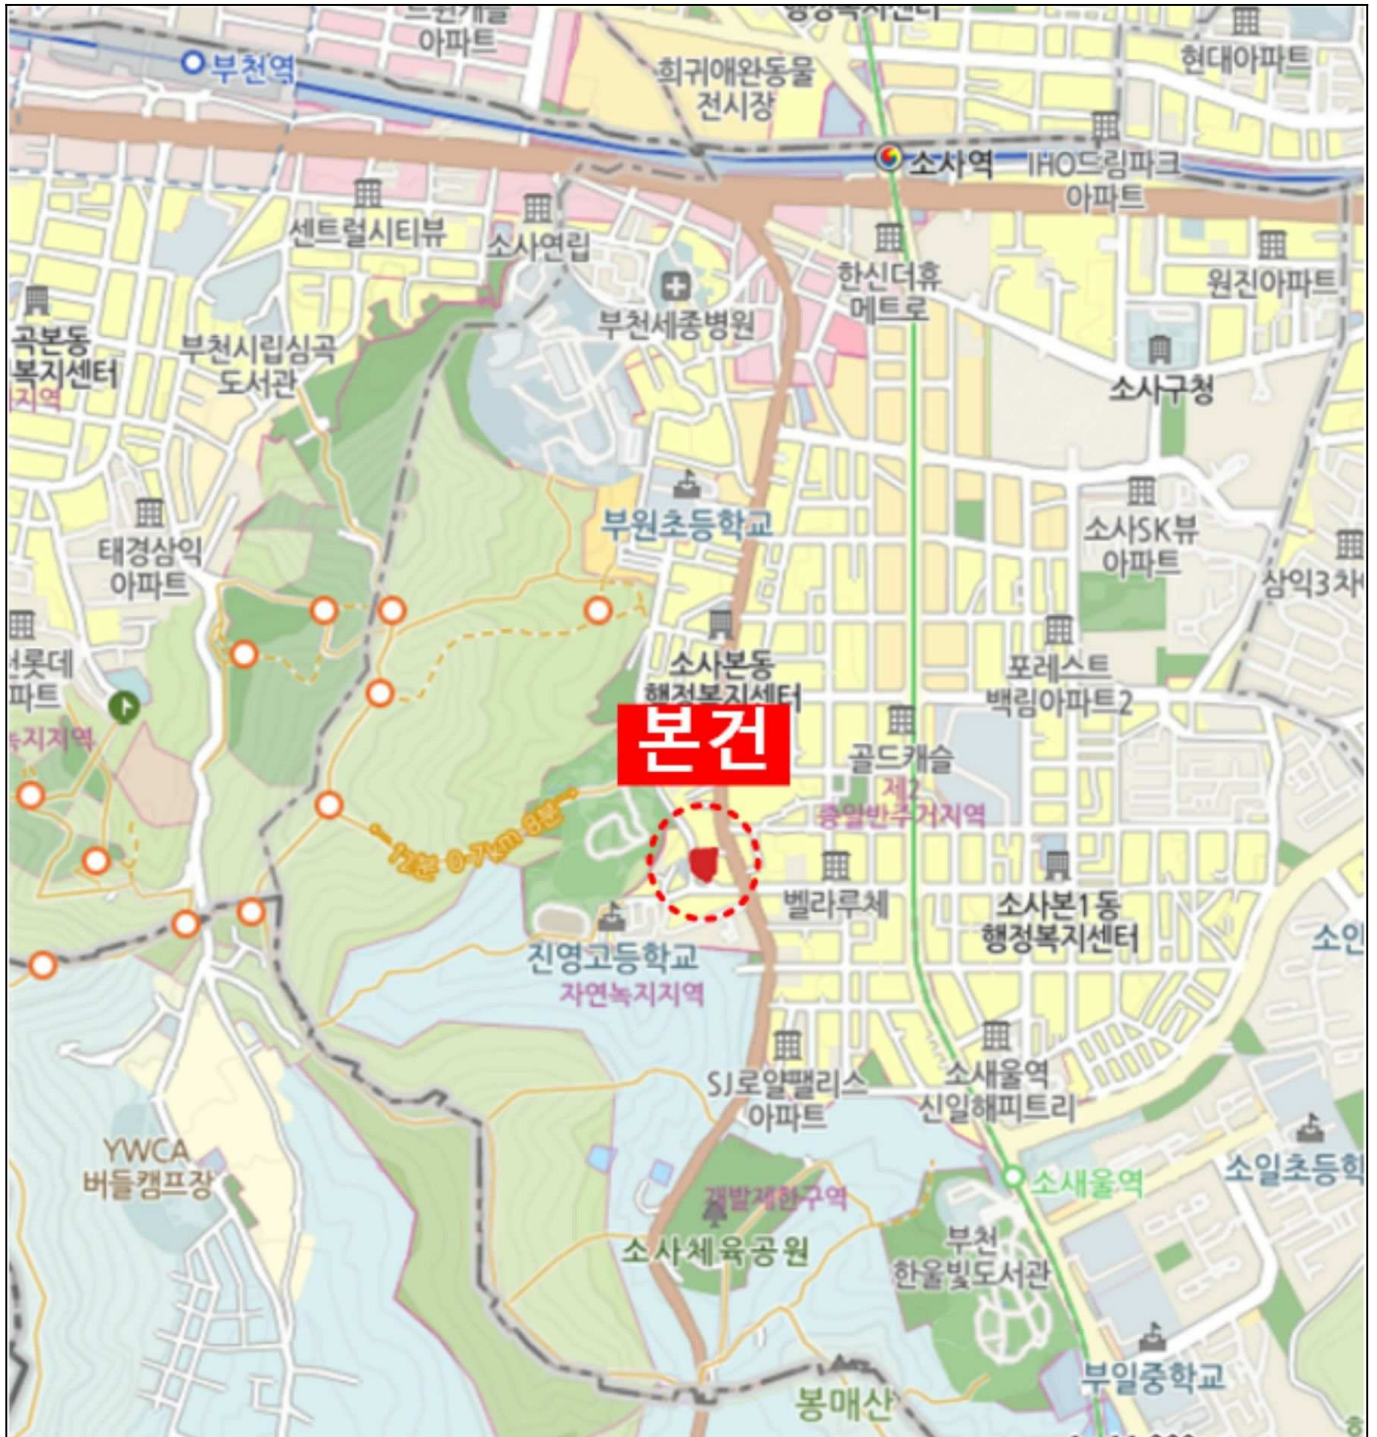 아파트
현대아파트
희귀애완동물
전시장
부천역
소사역
IHO드림파크
아파트
센트럴시티뷰
소사연립
한신더휴
메트로
원진아파트
부천세종병원
곡본동
복지센터
부천시립심곡
도서관
소사구청
부원초등학교
소사SK뷰
아파트
태경삼익
아파트
삼익3차
소사본동
행정복지센터
포레스트
백림아파트2
롯데
파트
본건
골드캐슬
제2
종일반주거지역
12분 0.7km 8분
벨라루체
소사본1동
행정복지센터
진영고등학교
자연녹지지역
SJ로얄팰리스
아파트
소새울역
신일해피트리
YWCA
버들캠프장
소일초등학
소새울역
개발제한구역
소사체육공원
부천
한울빛도서관
부일중학교
봉매산